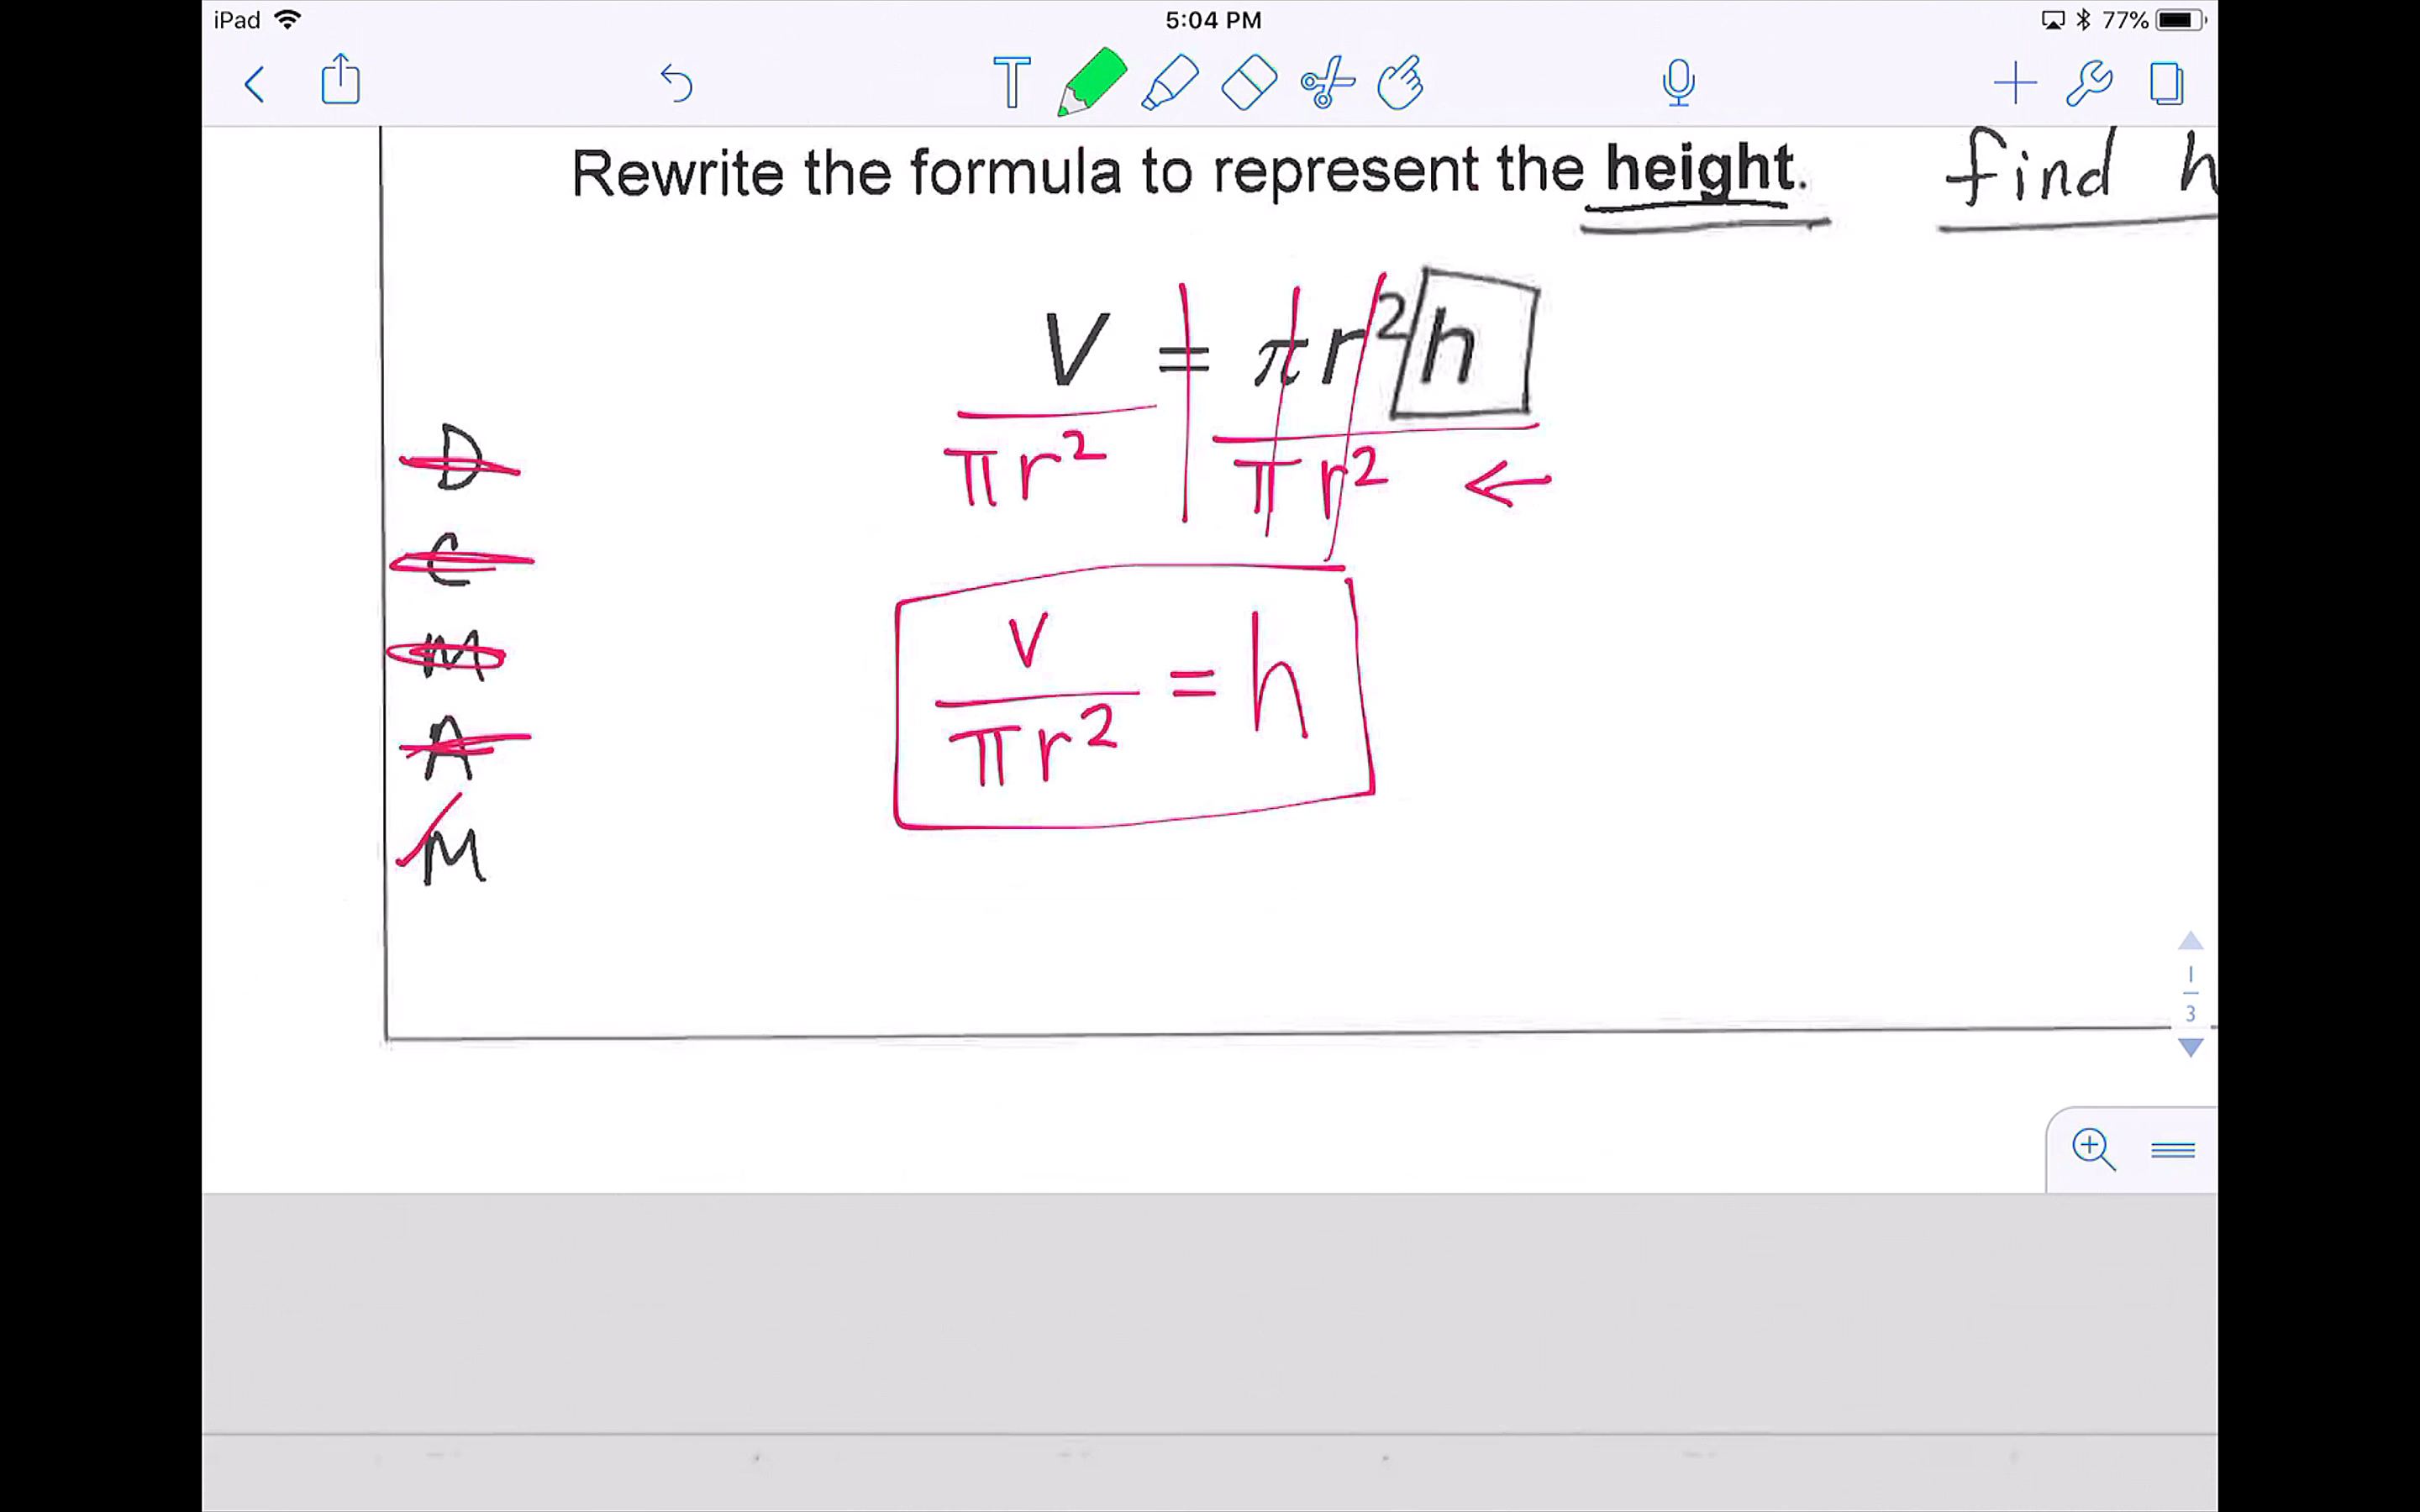 iPad 5:04 PM 77%
T
Rewrite the formula to represent the height. find h
V = πr²h
πr² πr² ←
D
C
M
A
M
V
πr² = h
1
3